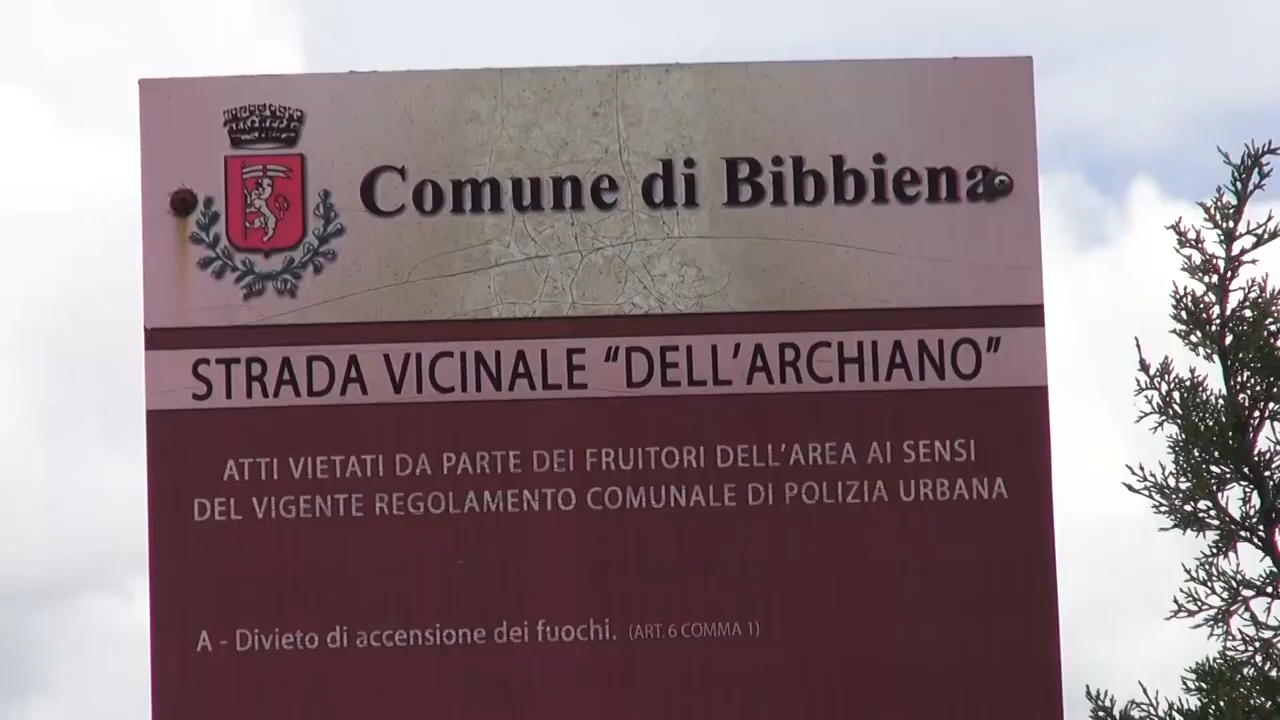 Comune di Bibbiena
STRADA VICINALE “DELL’ARCHIANO”
ATTI VIETATI DA PARTE DEI FRUITORI DELL’AREA AI SENSI
DEL VIGENTE REGOLAMENTO COMUNALE DI POLIZIA URBANA
A - Divieto di accensione dei fuochi. (ART. 6 COMMA 1)